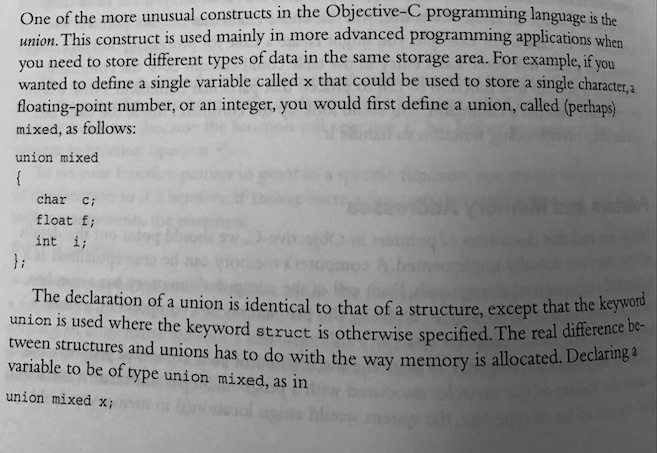 One of the more unusual constructs in the Objective-C programming language is the
union. This construct is used mainly in more advanced programming applications when
you need to store different types of data in the same storage area. For example, if you
wanted to define a single variable called x that could be used to store a single character, a
floating-point number, or an integer, you would first define a union, called (perhaps)
mixed, as follows:
union mixed
{
char c;
float f;
int i;
};
The declaration of a union is identical to that of a structure, except that the keyword
union is used where the keyword struct is otherwise specified. The real difference be-
tween structures and unions has to do with the way memory is allocated. Declaring a
variable to be of type union mixed, as in
union mixed x;